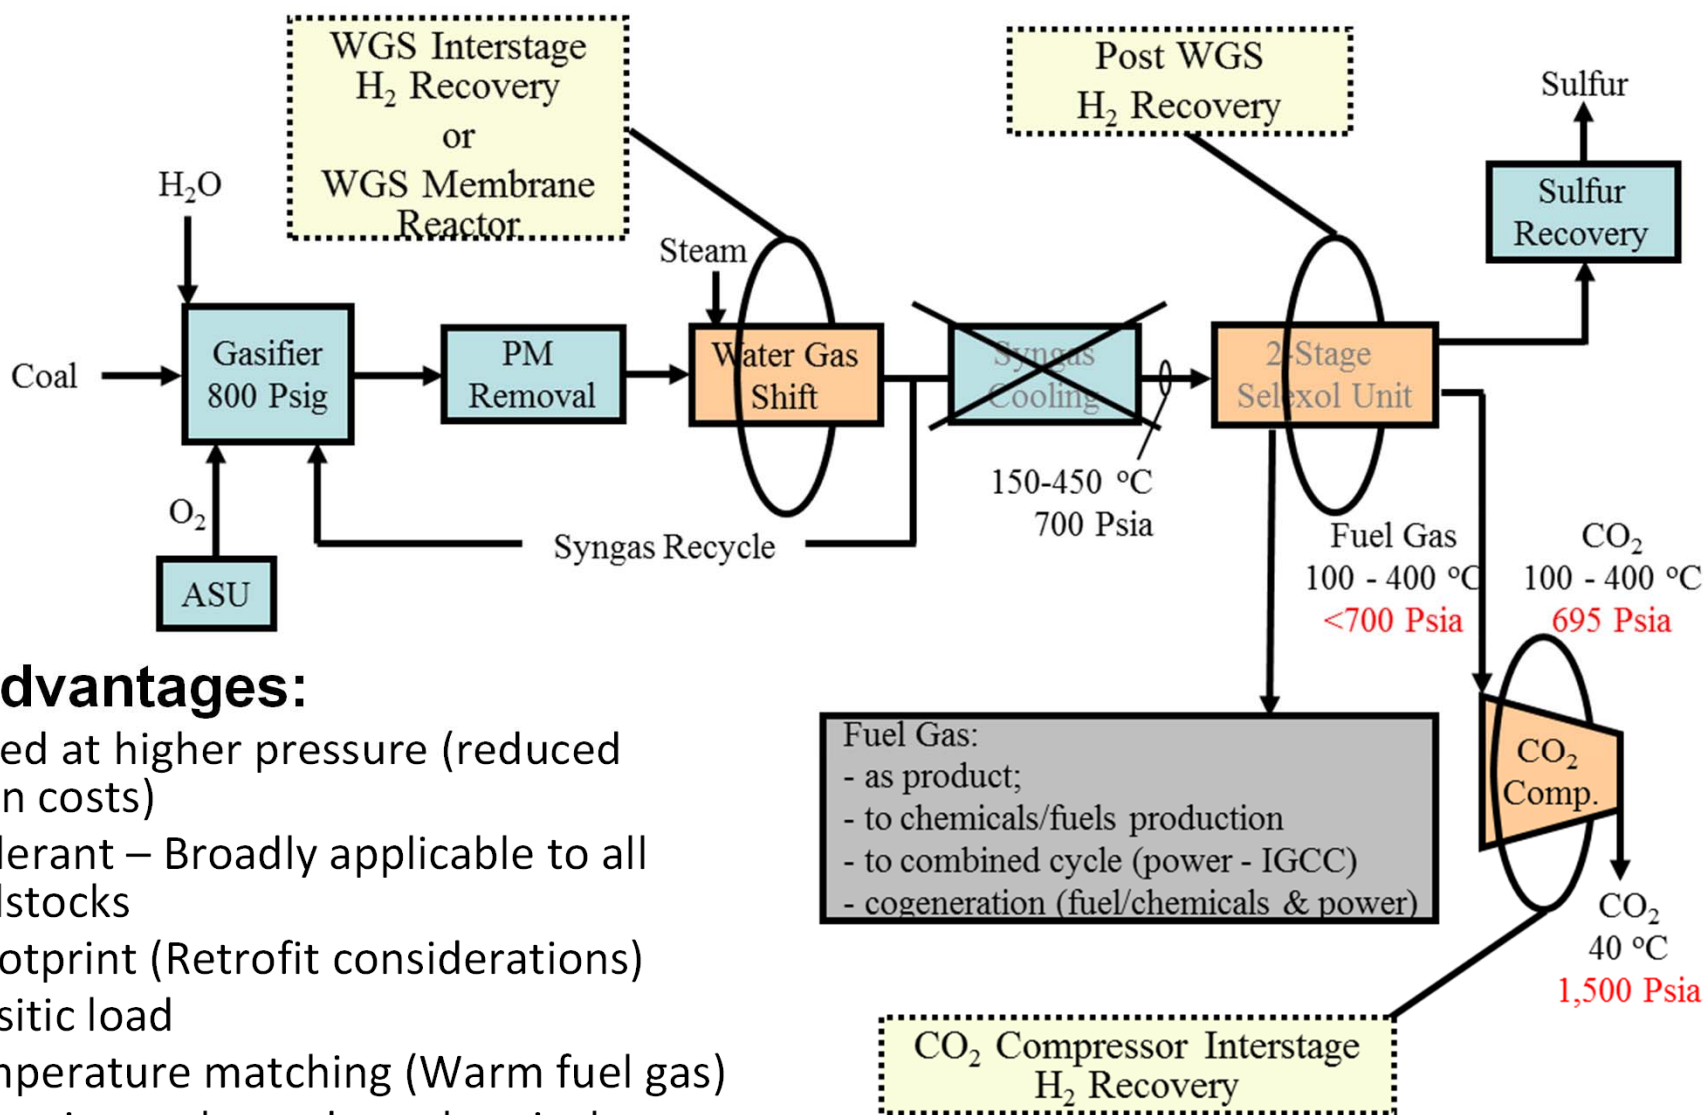 WGS Interstage
H₂ Recovery
or
WGS Membrane
Reactor
Post WGS
H₂ Recovery
Sulfur
Sulfur
Recovery
H₂O
Steam
Coal
Gasifier
800 Psig
PM
Removal
Water Gas
Shift
Syngas
Cooling
2-Stage
Selexol Unit
150-450 °C
700 Psia
O₂
ASU
Syngas Recycle
Fuel Gas
100 - 400 °C
<700 Psia
CO₂
100 - 400 °C
695 Psia
dvantages:
ed at higher pressure (reduced
n costs)
lerant – Broadly applicable to all
lstocks
otprint (Retrofit considerations)
sitic load
nperature matching (Warm fuel gas)
Fuel Gas:
- as product;
- to chemicals/fuels production
- to combined cycle (power - IGCC)
- cogeneration (fuel/chemicals & power)
CO₂
Comp.
CO₂
40 °C
1,500 Psia
CO₂ Compressor Interstage
H₂ Recovery